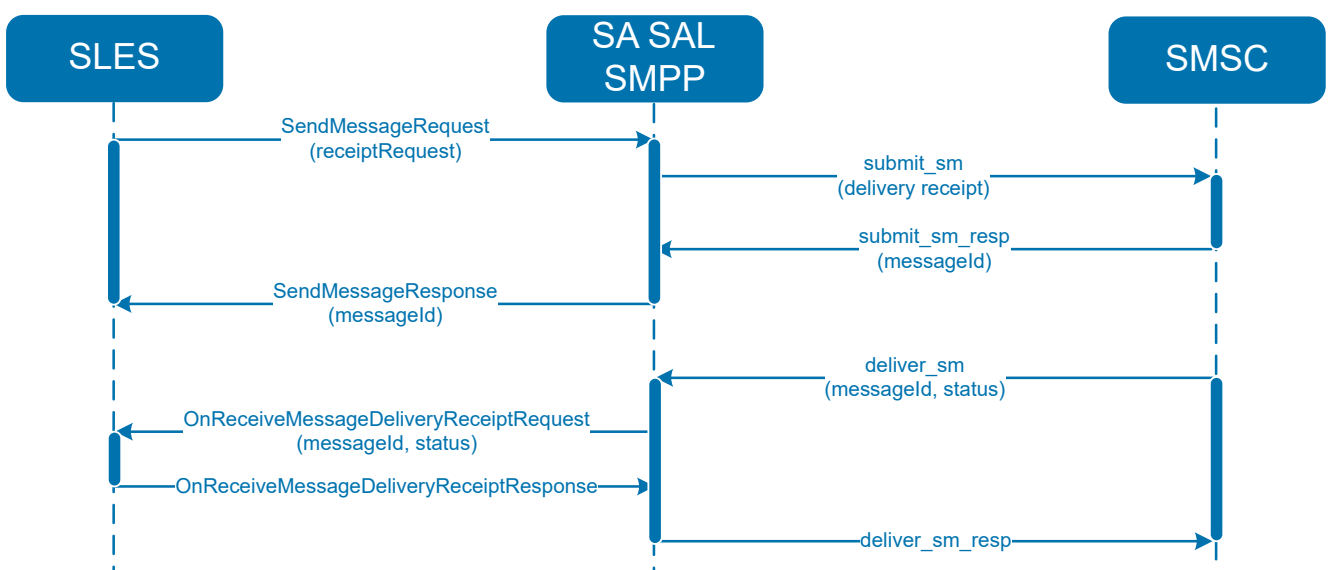 SLES
SA SAL
SMPP
SMSC
SendMessageRequest
(receiptRequest)
submit_sm
(delivery receipt)
submit_sm_resp
(messageId)
SendMessageResponse
(messageId)
deliver_sm
(messageId, status)
OnReceiveMessageDeliveryReceiptRequest
(messageId, status)
OnReceiveMessageDeliveryReceiptResponse
deliver_sm_resp